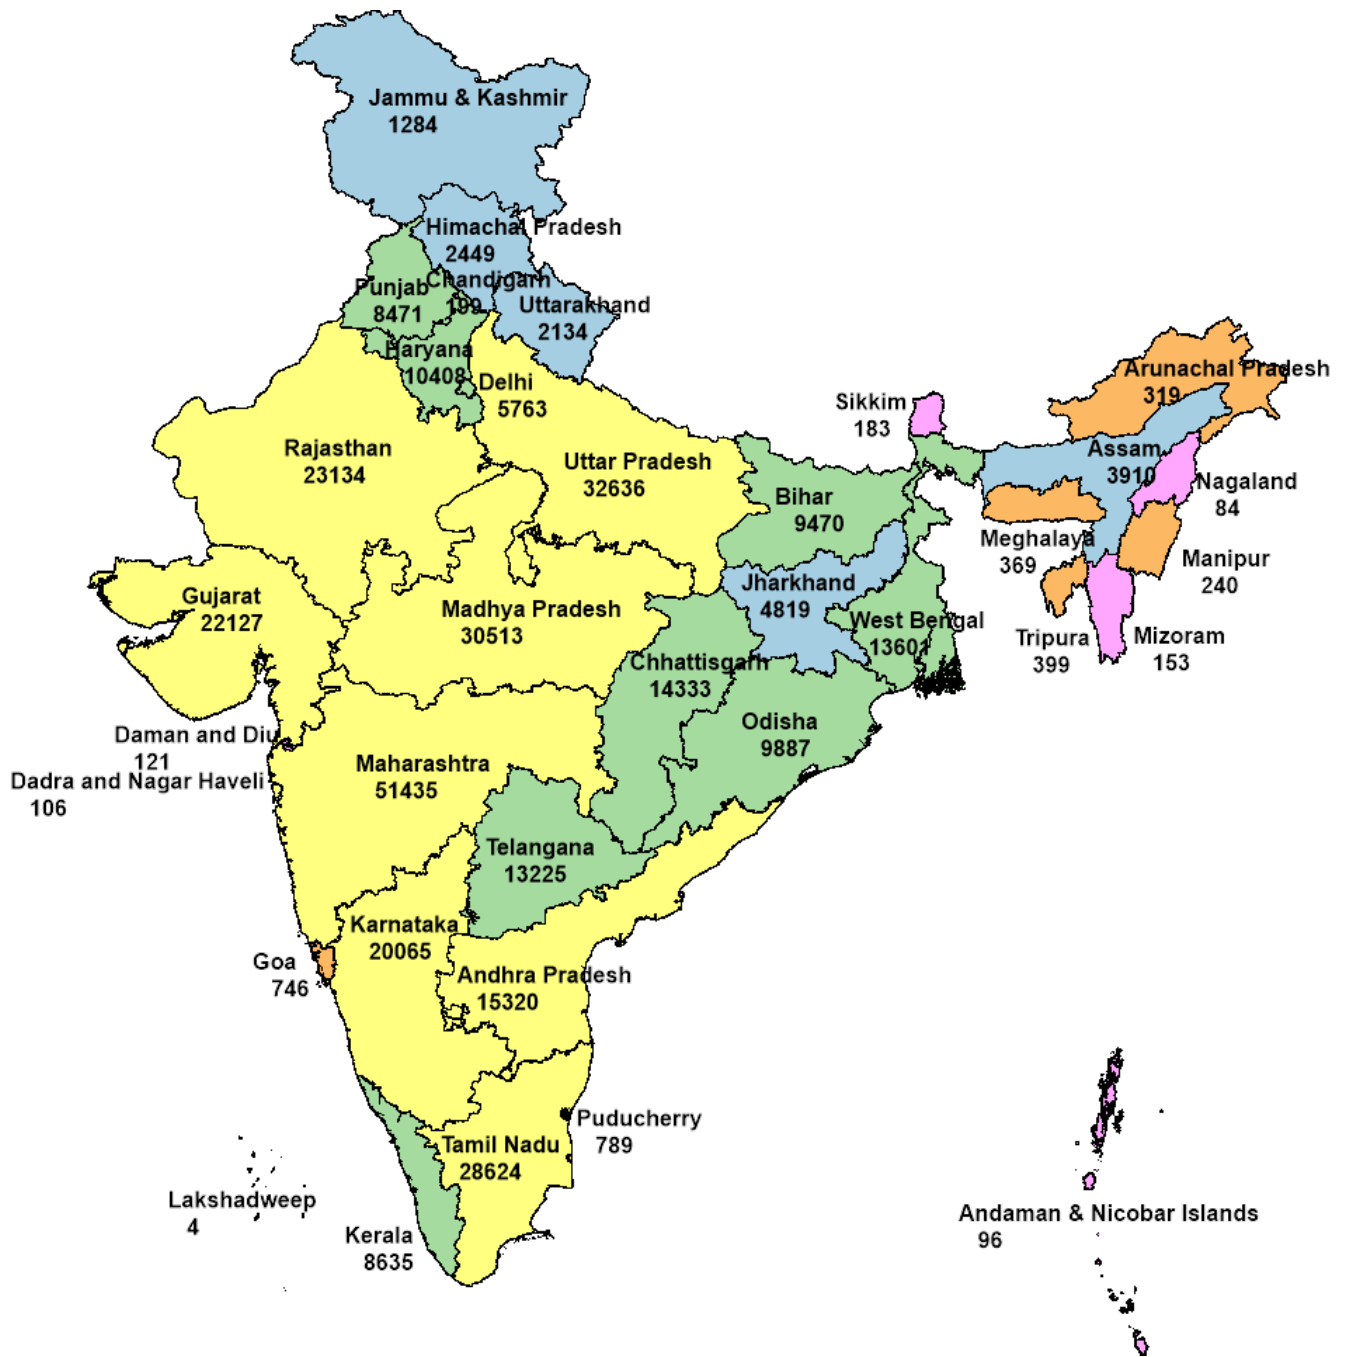 Jammu & Kashmir
1284
Himachal Pradesh
2449
Chandigarh
199
Punjab
8471
Uttarakhand
2134
Haryana
10408
Delhi
5763
Arunachal Pradesh
319
Sikkim
183
Rajasthan
23134
Uttar Pradesh
32636
Assam
3910
Nagaland
84
Bihar
9470
Meghalaya
369
Manipur
240
Gujarat
22127
Madhya Pradesh
30513
Jharkhand
4819
West Bengal
13601
Tripura
399
Mizoram
153
Chhattisgarh
14333
Odisha
9887
Daman and Diu
121
Dadra and Nagar Haveli
106
Maharashtra
51435
Telangana
13225
Karnataka
20065
Goa
746
Andhra Pradesh
15320
Puducherry
789
Tamil Nadu
28624
Lakshadweep
4
Kerala
8635
Andaman & Nicobar Islands
96